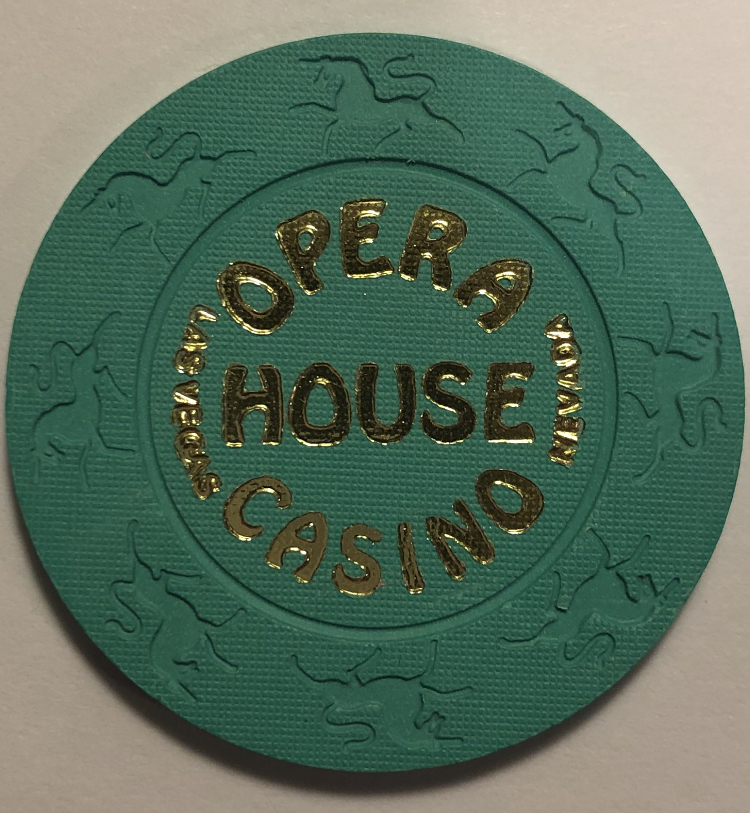 OPERA
HOUSE
CASINO
LAS VEGAS
NEVADA